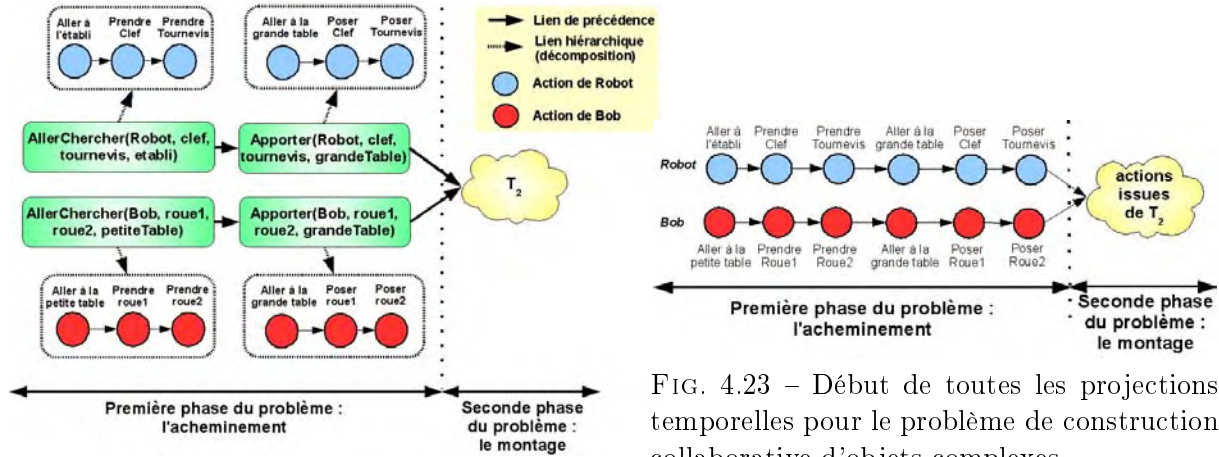 Aller à l'établi
Prendre Clef
Prendre Tournevis
Aller à la grande table
Poser Clef
Poser Tournevis
Lien de précédence
Lien hiérarchique (décomposition)
Action de Robot
Action de Bob
AllerChercher(Robot, clef, tournevis, etabli)
Apporter(Robot, clef, tournevis, grandeTable)
T2
AllerChercher(Bob, roue1, roue2, petiteTable)
Apporter(Bob, roue1, roue2, grandeTable)
Aller à la petite table
Prendre roue1
Prendre roue2
Aller à la grande table
Poser roue1
Poser roue2
Première phase du problème :
l'acheminement
Seconde phase
du problème :
le montage
Aller à l'établi
Prendre Clef
Prendre Tournevis
Aller à la grande table
Poser Clef
Poser Tournevis
Robot
Bob
actions
issues
de T2
Aller à la petite table
Prendre Roue1
Prendre Roue2
Aller à la grande table
Poser Roue1
Poser Roue2
Première phase du problème :
l'acheminement
Seconde phase
du problème :
le montage
FIG. 4.23 – Début de toutes les projections
temporelles pour le problème de construction
collaborative d'objets complexes